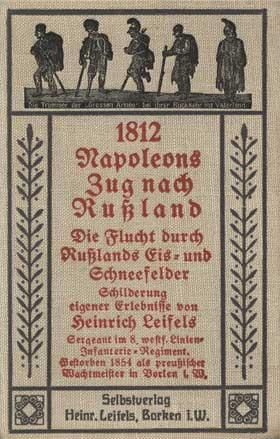 Die Trümmer der „Grossen Armee“ bei ihrer Rückkehr ins Vaterland.
1812
Napoleons
Zug nach
Rußland
Die Flucht durch
Rußlands Eis- und
Schneefelder
Schilderung
eigener Erlebnisse von
Heinrich Leifels
Sergeant im 8. westf. Linien-
Infanterie-Regiment.
Gestorben 1854 als preußischer
Wachtmeister in Borken i. W.
Selbstverlag
Heinr. Leifels, Borken i.W.